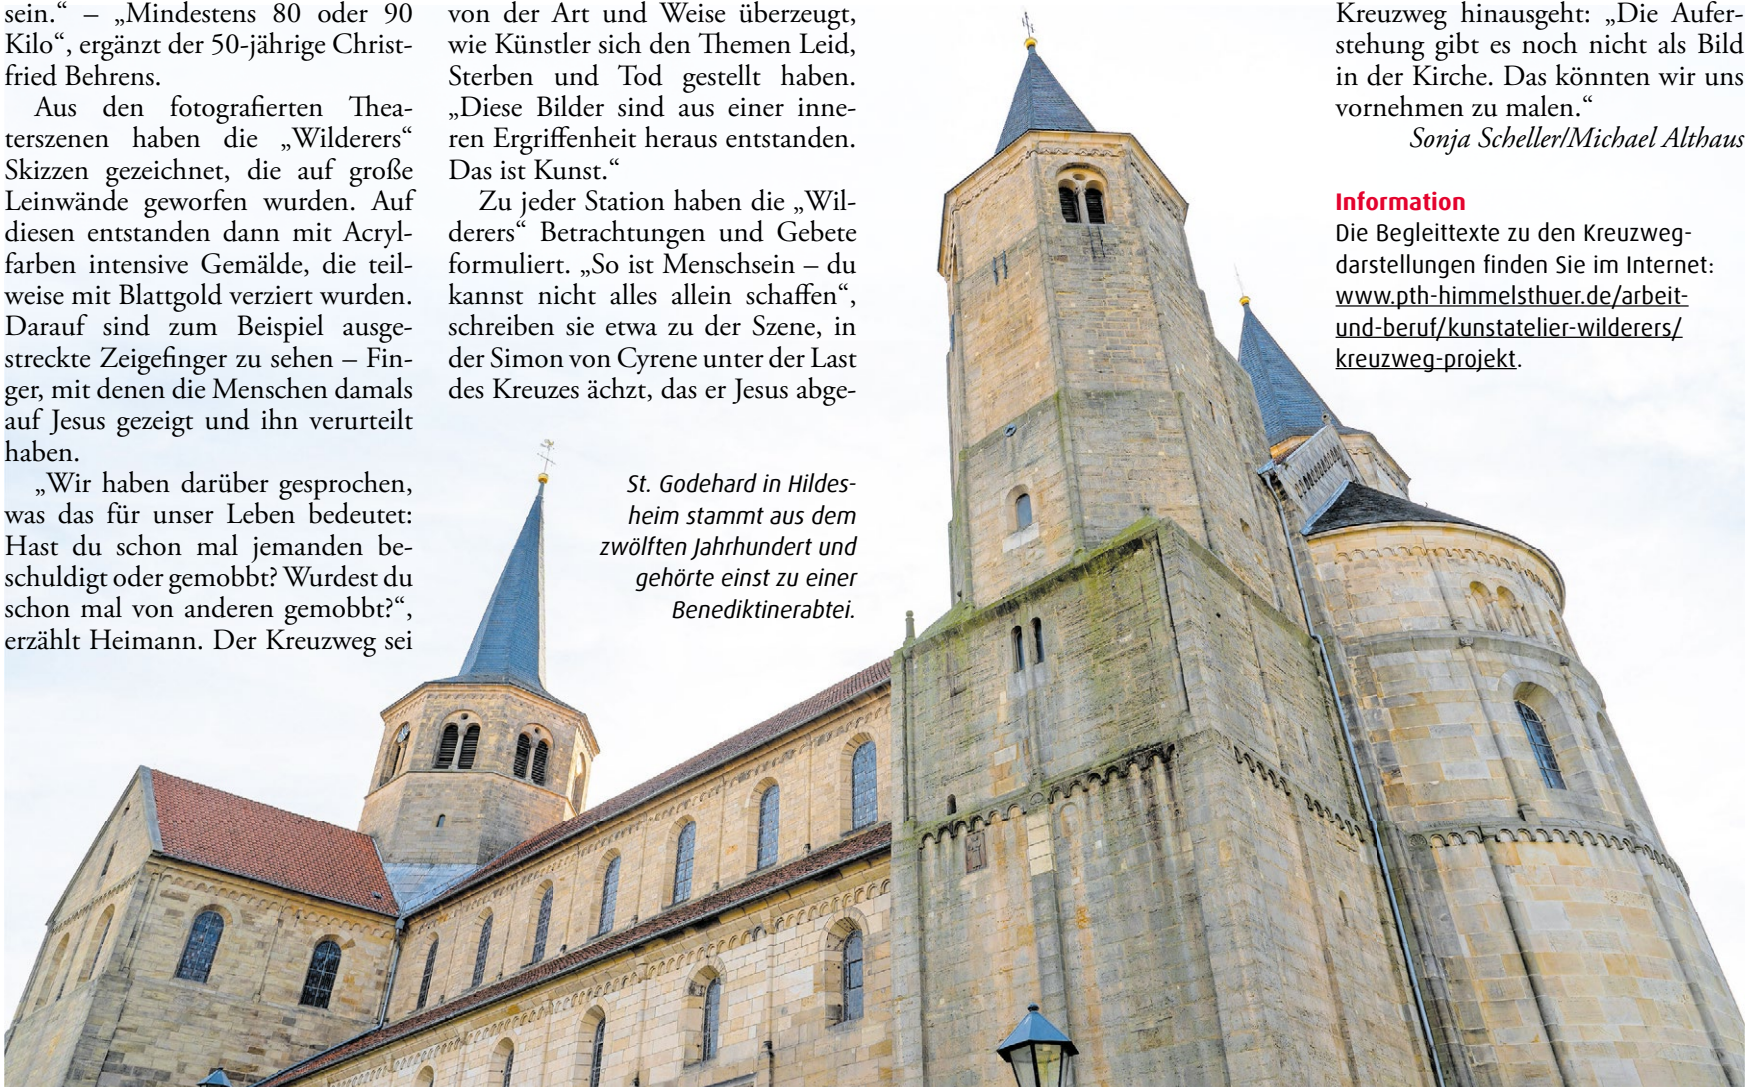 sein.“ – „Mindestens 80 oder 90
Kilo“, ergänzt der 50-jährige Christ-
fried Behrens.
Aus den fotografierten Thea-
terszenen haben die „Wilderers“
Skizzen gezeichnet, die auf große
Leinwände geworfen wurden. Auf
diesen entstanden dann mit Acryl-
farben intensive Gemälde, die teil-
weise mit Blattgold verziert wurden.
Darauf sind zum Beispiel ausge-
streckte Zeigefinger zu sehen – Fin-
ger, mit denen die Menschen damals
auf Jesus gezeigt und ihn verurteilt
haben.
„Wir haben darüber gesprochen,
was das für unser Leben bedeutet:
Hast du schon mal jemanden be-
schuldigt oder gemobbt? Wurdest du
schon mal von anderen gemobbt?“,
erzählt Heimann. Der Kreuzweg sei
von der Art und Weise überzeugt,
wie Künstler sich den Themen Leid,
Sterben und Tod gestellt haben.
„Diese Bilder sind aus einer inne-
ren Ergriffenheit heraus entstanden.
Das ist Kunst.“
Zu jeder Station haben die „Wil-
derers“ Betrachtungen und Gebete
formuliert. „So ist Menschsein – du
kannst nicht alles allein schaffen“,
schreiben sie etwa zu der Szene, in
der Simon von Cyrene unter der Last
des Kreuzes ächzt, das er Jesus abge-
St. Godehard in Hildes-
heim stammt aus dem
zwölften Jahrhundert und
gehörte einst zu einer
Benediktinerabtei.
Kreuzweg hinausgeht: „Die Aufer-
stehung gibt es noch nicht als Bild
in der Kirche. Das könnten wir uns
vornehmen zu malen.“
Sonja Scheller/Michael Althaus
Information
Die Begleittexte zu den Kreuzweg-
darstellungen finden Sie im Internet:
www.pth-himmelsthuer.de/arbeit-
und-beruf/kunstatelier-wilderers/
kreuzweg-projekt.